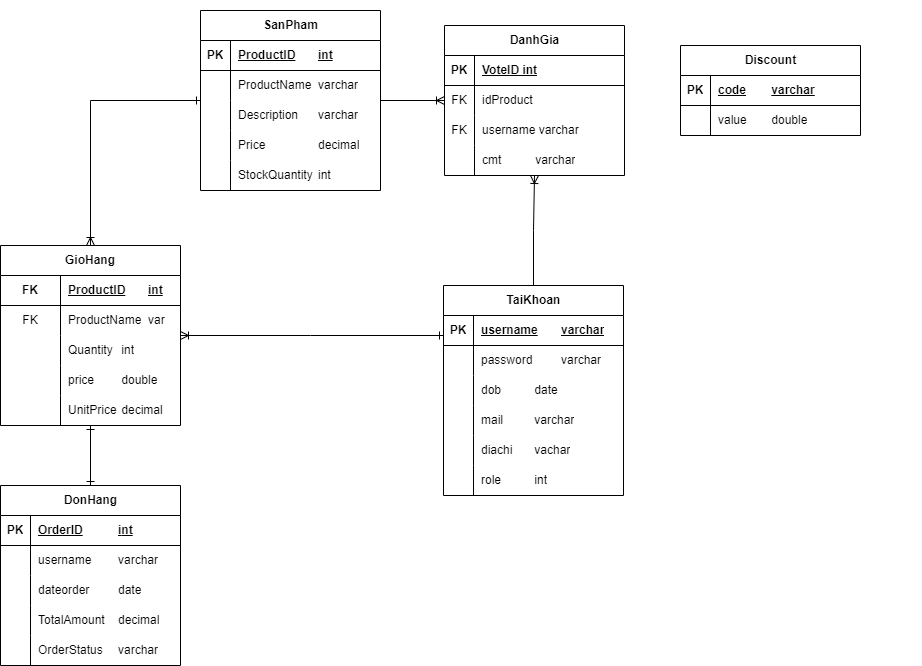 SanPham
PK ProductID int
ProductName varchar
Description varchar
Price decimal
StockQuantity int
DanhGia
PK VoteID int
FK idProduct
FK username varchar
cmt varchar
Discount
PK code varchar
value double
GioHang
FK ProductID int
FK ProductName var
Quantity int
price double
UnitPrice decimal
TaiKhoan
PK username varchar
password varchar
dob date
mail varchar
diachi vachar
role int
DonHang
PK OrderID int
username varchar
dateorder date
TotalAmount decimal
OrderStatus varchar